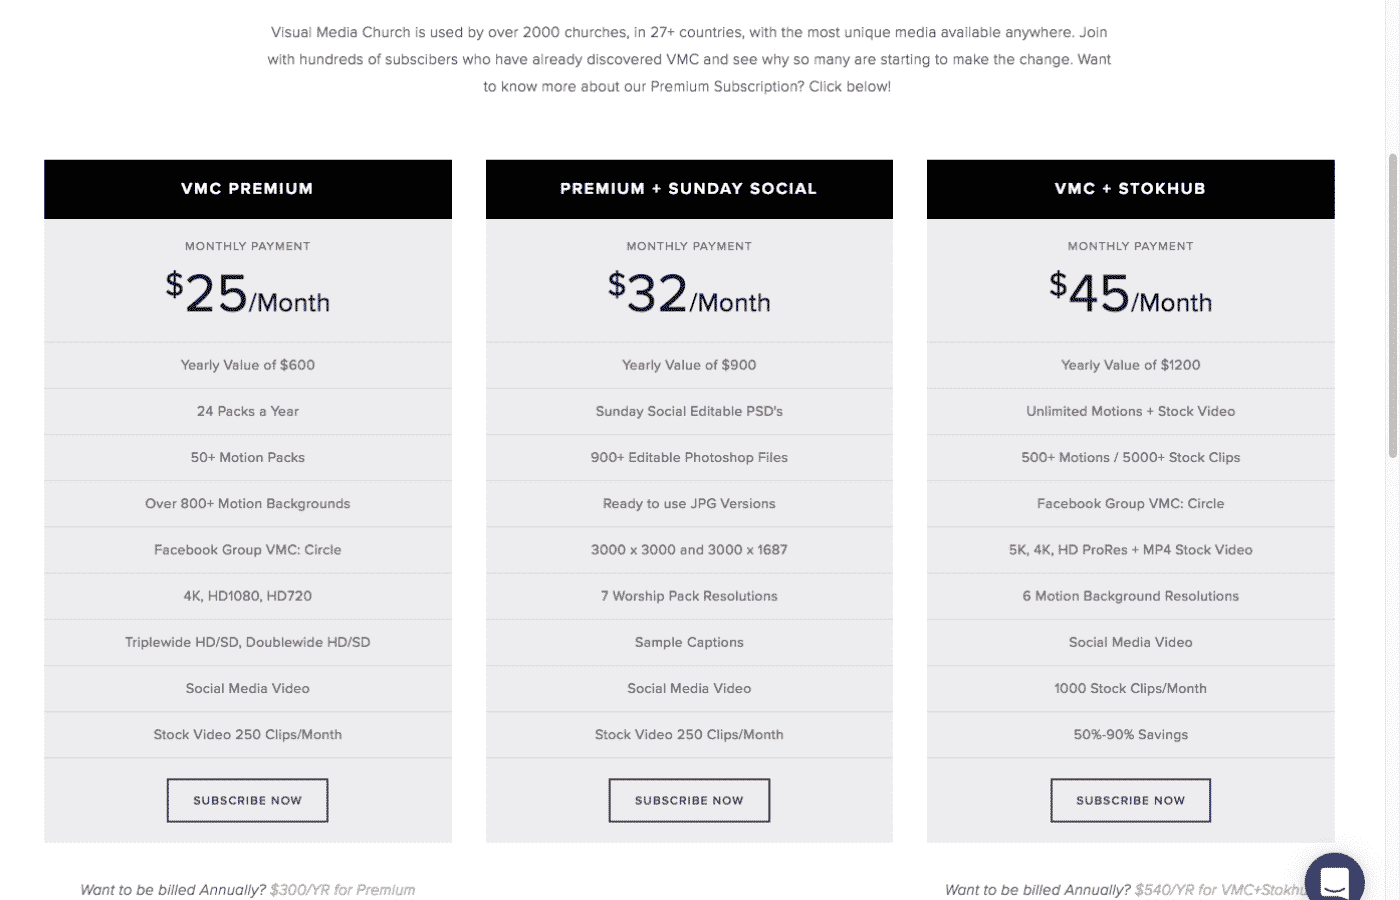 Visual Media Church is used by over 2000 churches, in 27+ countries, with the most unique media available anywhere. Join
with hundreds of subscibers who have already discovered VMC and see why so many are starting to make the change. Want
to know more about our Premium Subscription? Click below!
VMC PREMIUM
MONTHLY PAYMENT
$25/Month
Yearly Value of $600
24 Packs a Year
50+ Motion Packs
Over 800+ Motion Backgrounds
Facebook Group VMC: Circle
4K, HD1080, HD720
Triplewide HD/SD, Doublewide HD/SD
Social Media Video
Stock Video 250 Clips/Month
SUBSCRIBE NOW
Want to be billed Annually? $300/YR for Premium
PREMIUM + SUNDAY SOCIAL
MONTHLY PAYMENT
$32/Month
Yearly Value of $900
Sunday Social Editable PSD's
900+ Editable Photoshop Files
Ready to use JPG Versions
3000 x 3000 and 3000 x 1687
7 Worship Pack Resolutions
Sample Captions
Social Media Video
Stock Video 250 Clips/Month
SUBSCRIBE NOW
VMC + STOKHUB
MONTHLY PAYMENT
$45/Month
Yearly Value of $1200
Unlimited Motions + Stock Video
500+ Motions / 5000+ Stock Clips
Facebook Group VMC: Circle
5K, 4K, HD ProRes + MP4 Stock Video
6 Motion Background Resolutions
Social Media Video
1000 Stock Clips/Month
50%-90% Savings
SUBSCRIBE NOW
Want to be billed Annually? $540/YR for